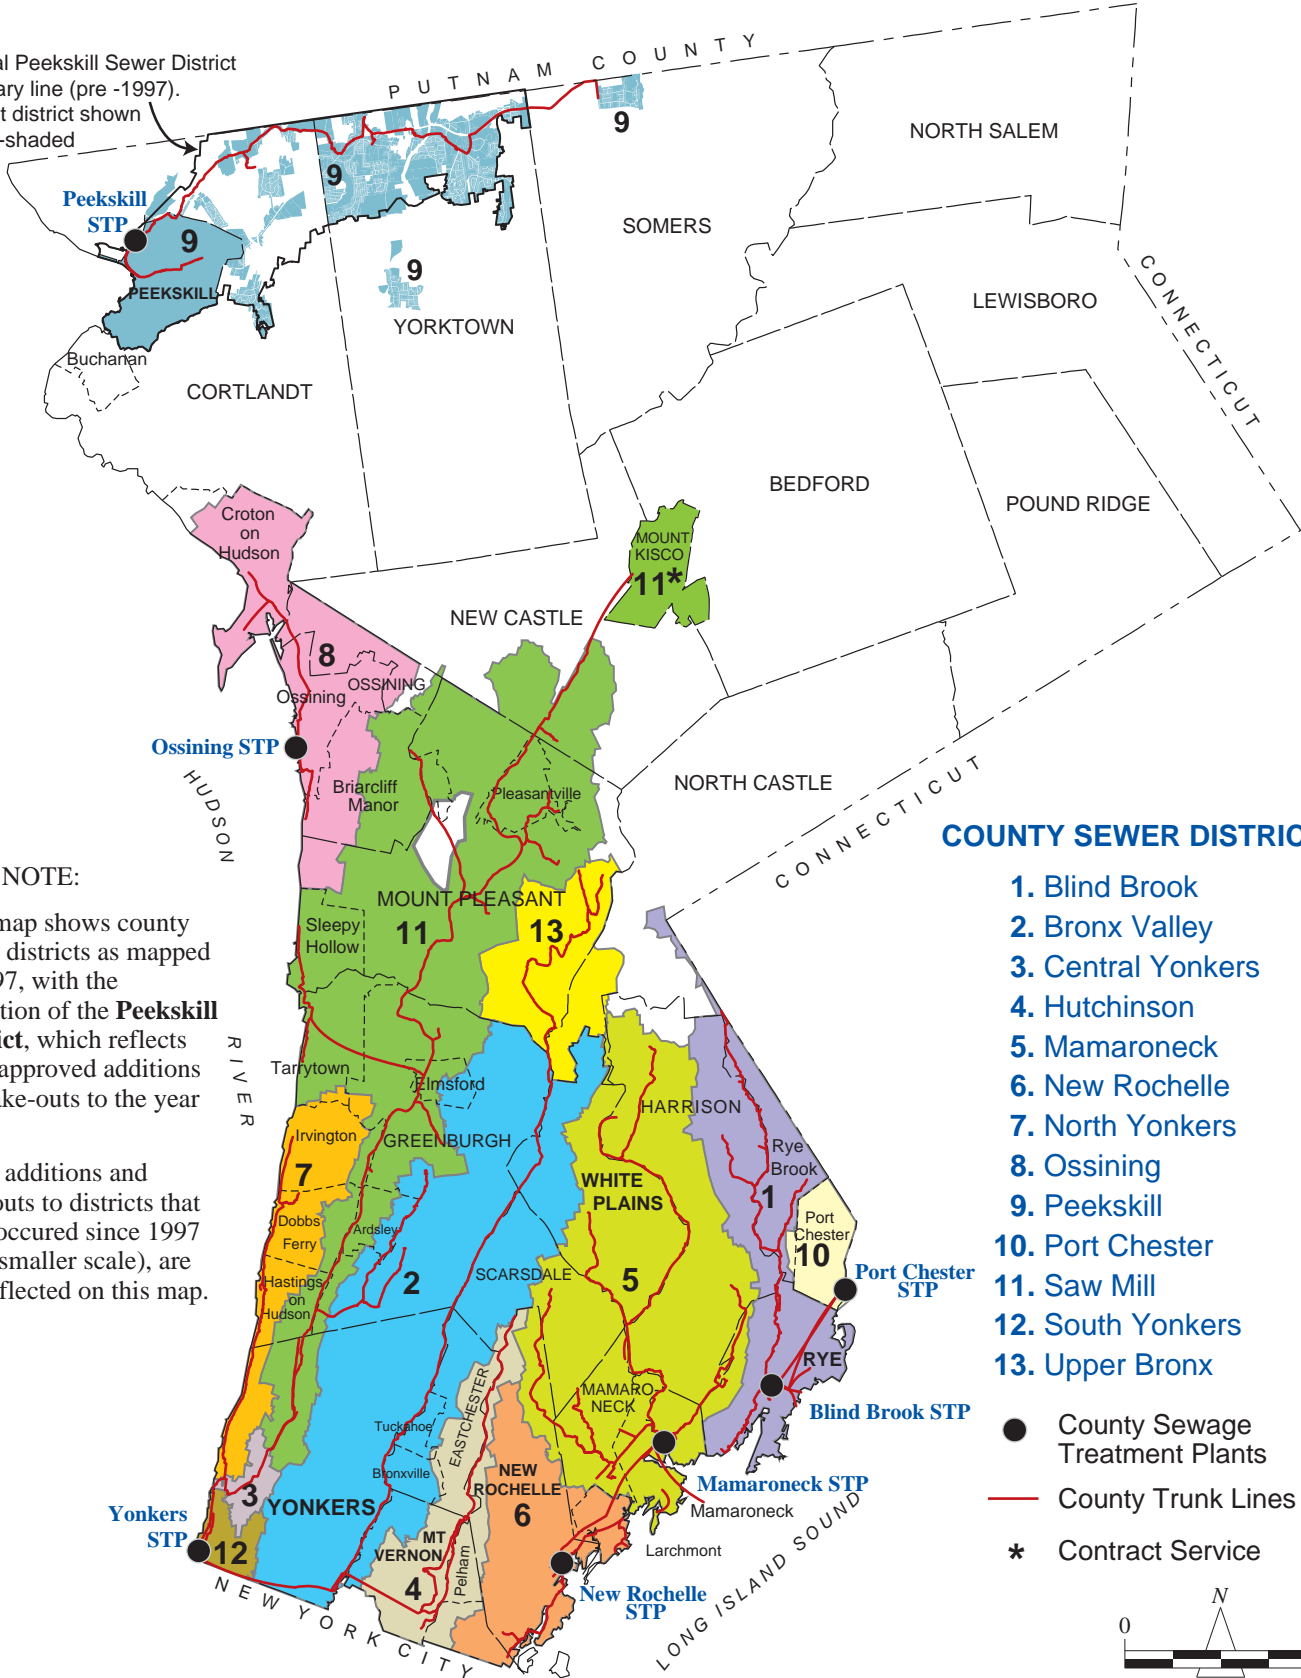 al Peekskill Sewer District
ary line (pre -1997).
t district shown
-shaded
PUTNAM COUNTY
9
NORTH SALEM
9
Peekskill
STP
9
SOMERS
9
PEEKSKILL
CONNECTICUT
LEWISBORO
YORKTOWN
Buchanan
CORTLANDT
BEDFORD
POUND RIDGE
Croton
on
Hudson
MOUNT
KISCO
11*
NEW CASTLE
8
OSSINING
Ossining
Ossining STP
HUDSON
Briarcliff
Manor
Pleasantville
NORTH CASTLE
CONNECTICUT
NOTE:
map shows county
districts as mapped
97, with the
tion of the Peekskill
ict, which reflects
approved additions
ake-outs to the year
additions and
outs to districts that
occured since 1997
smaller scale), are
eflected on this map.
MOUNT PLEASANT
Sleepy
Hollow
11
13
RIVER
Tarrytown
Elmsford
HARRISON
Irvington
GREENBURGH
7
Rye
Brook
WHITE
PLAINS
1
Dobbs
Ferry
Ardsley
Port
Chester
10
Hastings
on
Hudson
2
SCARSDALE
5
Port Chester
STP
RYE
EASTCHESTER
MAMARO-
NECK
Blind Brook STP
Tuckahoe
Bronxville
NEW
ROCHELLE
6
Mamaroneck STP
Mamaroneck
3
YONKERS
Yonkers
STP
12
MT
VERNON
4
Pelham
Larchmont
New Rochelle
STP
NEW YORK CITY
LONG ISLAND SOUND
COUNTY SEWER DISTRIC
1. Blind Brook
2. Bronx Valley
3. Central Yonkers
4. Hutchinson
5. Mamaroneck
6. New Rochelle
7. North Yonkers
8. Ossining
9. Peekskill
10. Port Chester
11. Saw Mill
12. South Yonkers
13. Upper Bronx
County Sewage
Treatment Plants
County Trunk Lines
* Contract Service
N
0